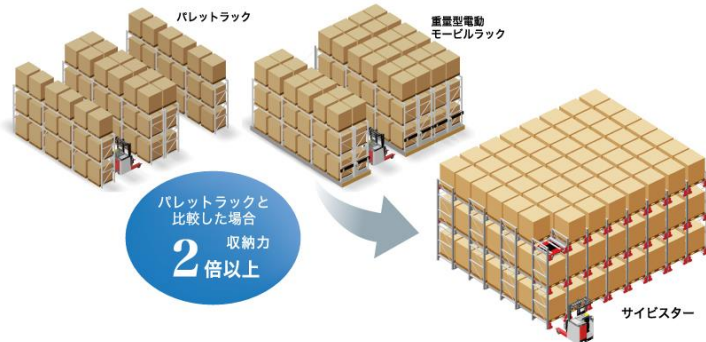 パレットラック
重量型電動
モービルラック
パレットラックと
比較した場合
収納力
2倍以上
サイビスター